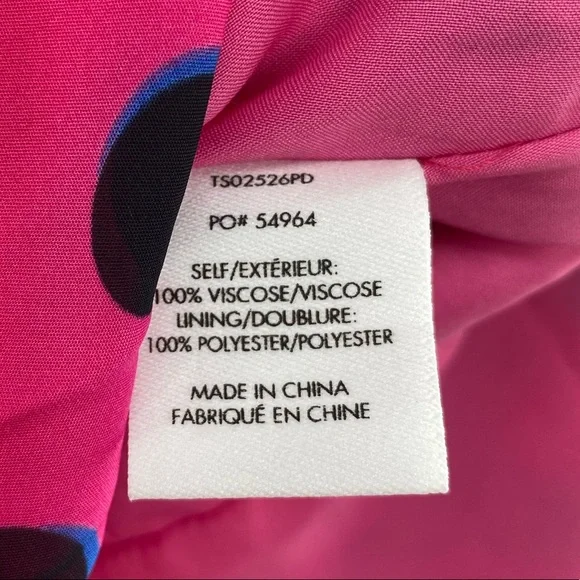 TS02526PD
PO# 54964
SELF/EXTÉRIEUR:
100% VISCOSE/VISCOSE
LINING/DOUBLURE:
100% POLYESTER/POLYESTER
MADE IN CHINA
FABRIQUÉ EN CHINE